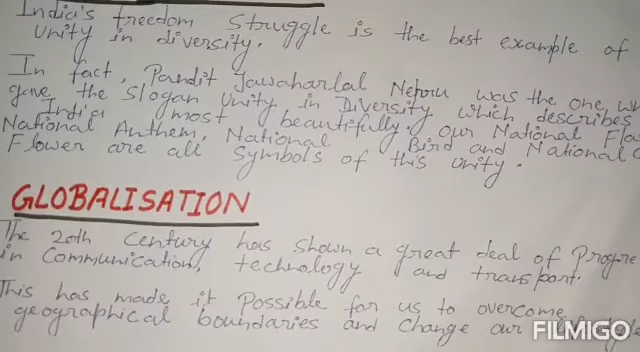 India's freedom Struggle is the best example of
Unity in diversity.
In fact, Pandit Jawaharlal Nehru was the one, w
gave the Slogan Unity in Diversity which describes
India most beautifully. Our National Fla
National Anthem, National Bird and National
Flower are all Symbols of this unity.
GLOBALISATION
The 20th Century has shown a great deal of Progre
in Communication, technology and transport.
This has made it Possible for us to overcome
geographical boundaries and Change our
FILMIGO